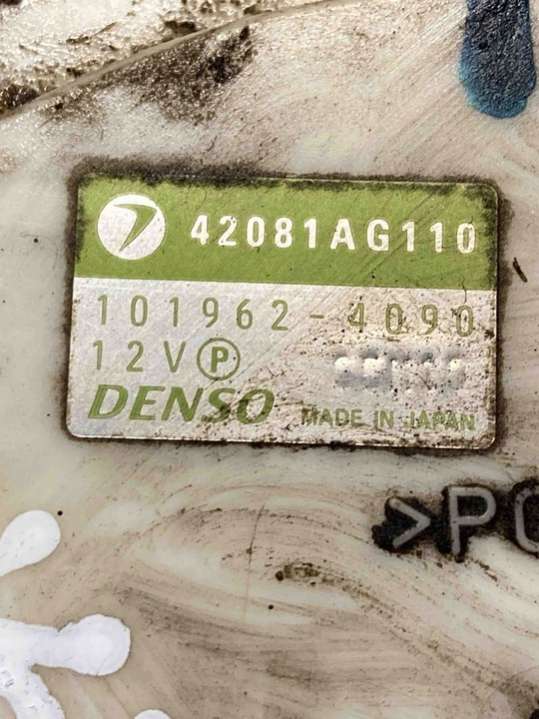 42081AG110
101962-4090
12V Ⓟ
DENSO MADE IN JAPAN
>PO